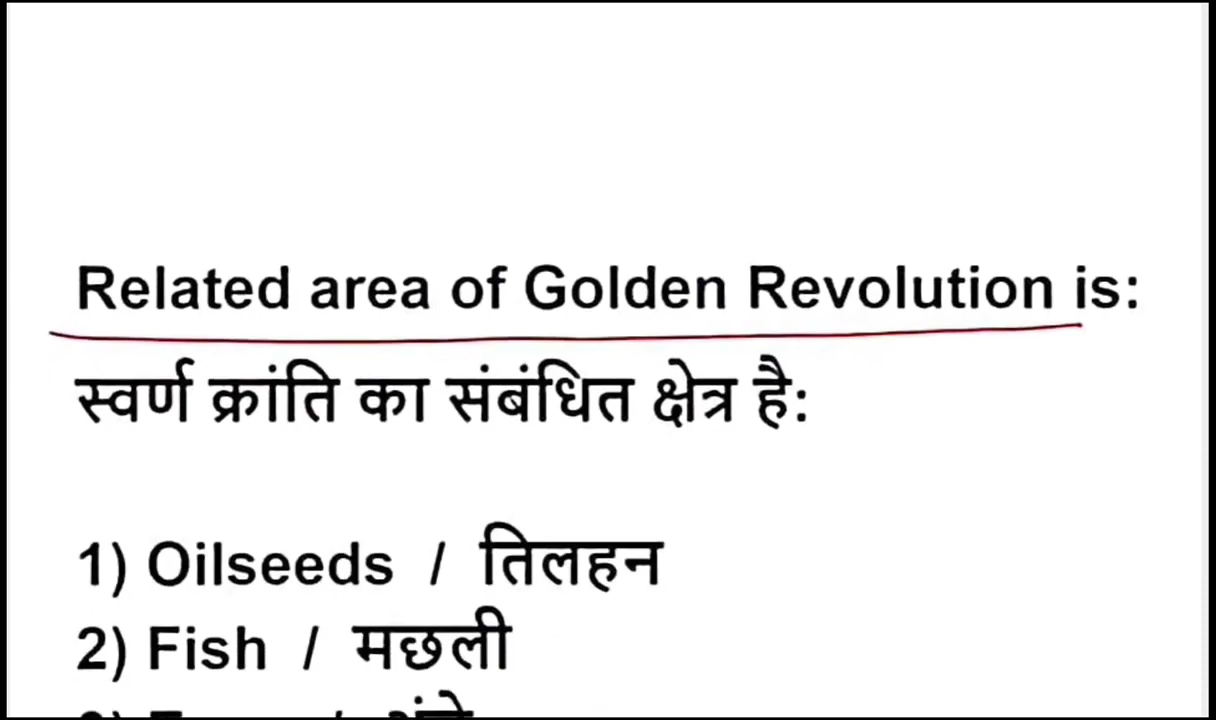 Related area of Golden Revolution is:
स्वर्ण क्रांति का संबंधित क्षेत्र है:
1) Oilseeds / तिलहन
2) Fish / मछली